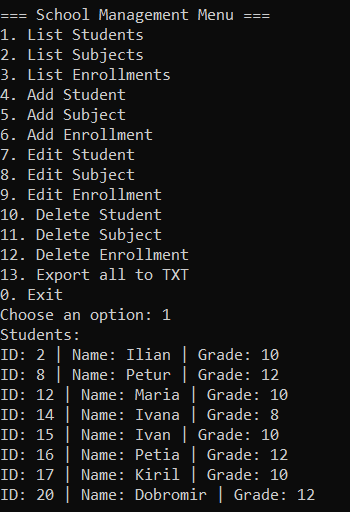 === School Management Menu ===
1. List Students
2. List Subjects
3. List Enrollments
4. Add Student
5. Add Subject
6. Add Enrollment
7. Edit Student
8. Edit Subject
9. Edit Enrollment
10. Delete Student
11. Delete Subject
12. Delete Enrollment
13. Export all to TXT
0. Exit
Choose an option: 1
Students:
ID: 2 | Name: Ilian | Grade: 10
ID: 8 | Name: Petur | Grade: 12
ID: 12 | Name: Maria | Grade: 10
ID: 14 | Name: Ivana | Grade: 8
ID: 15 | Name: Ivan | Grade: 10
ID: 16 | Name: Petia | Grade: 12
ID: 17 | Name: Kiril | Grade: 10
ID: 20 | Name: Dobromir | Grade: 12